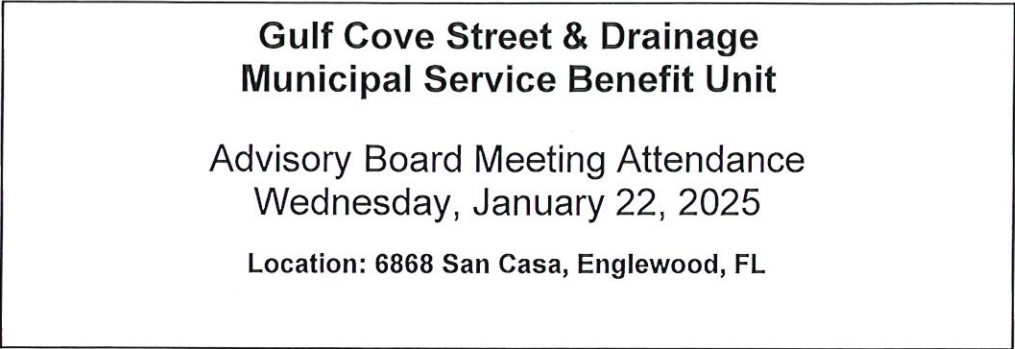 Gulf Cove Street & Drainage
Municipal Service Benefit Unit
Advisory Board Meeting Attendance
Wednesday, January 22, 2025
Location: 6868 San Casa, Englewood, FL